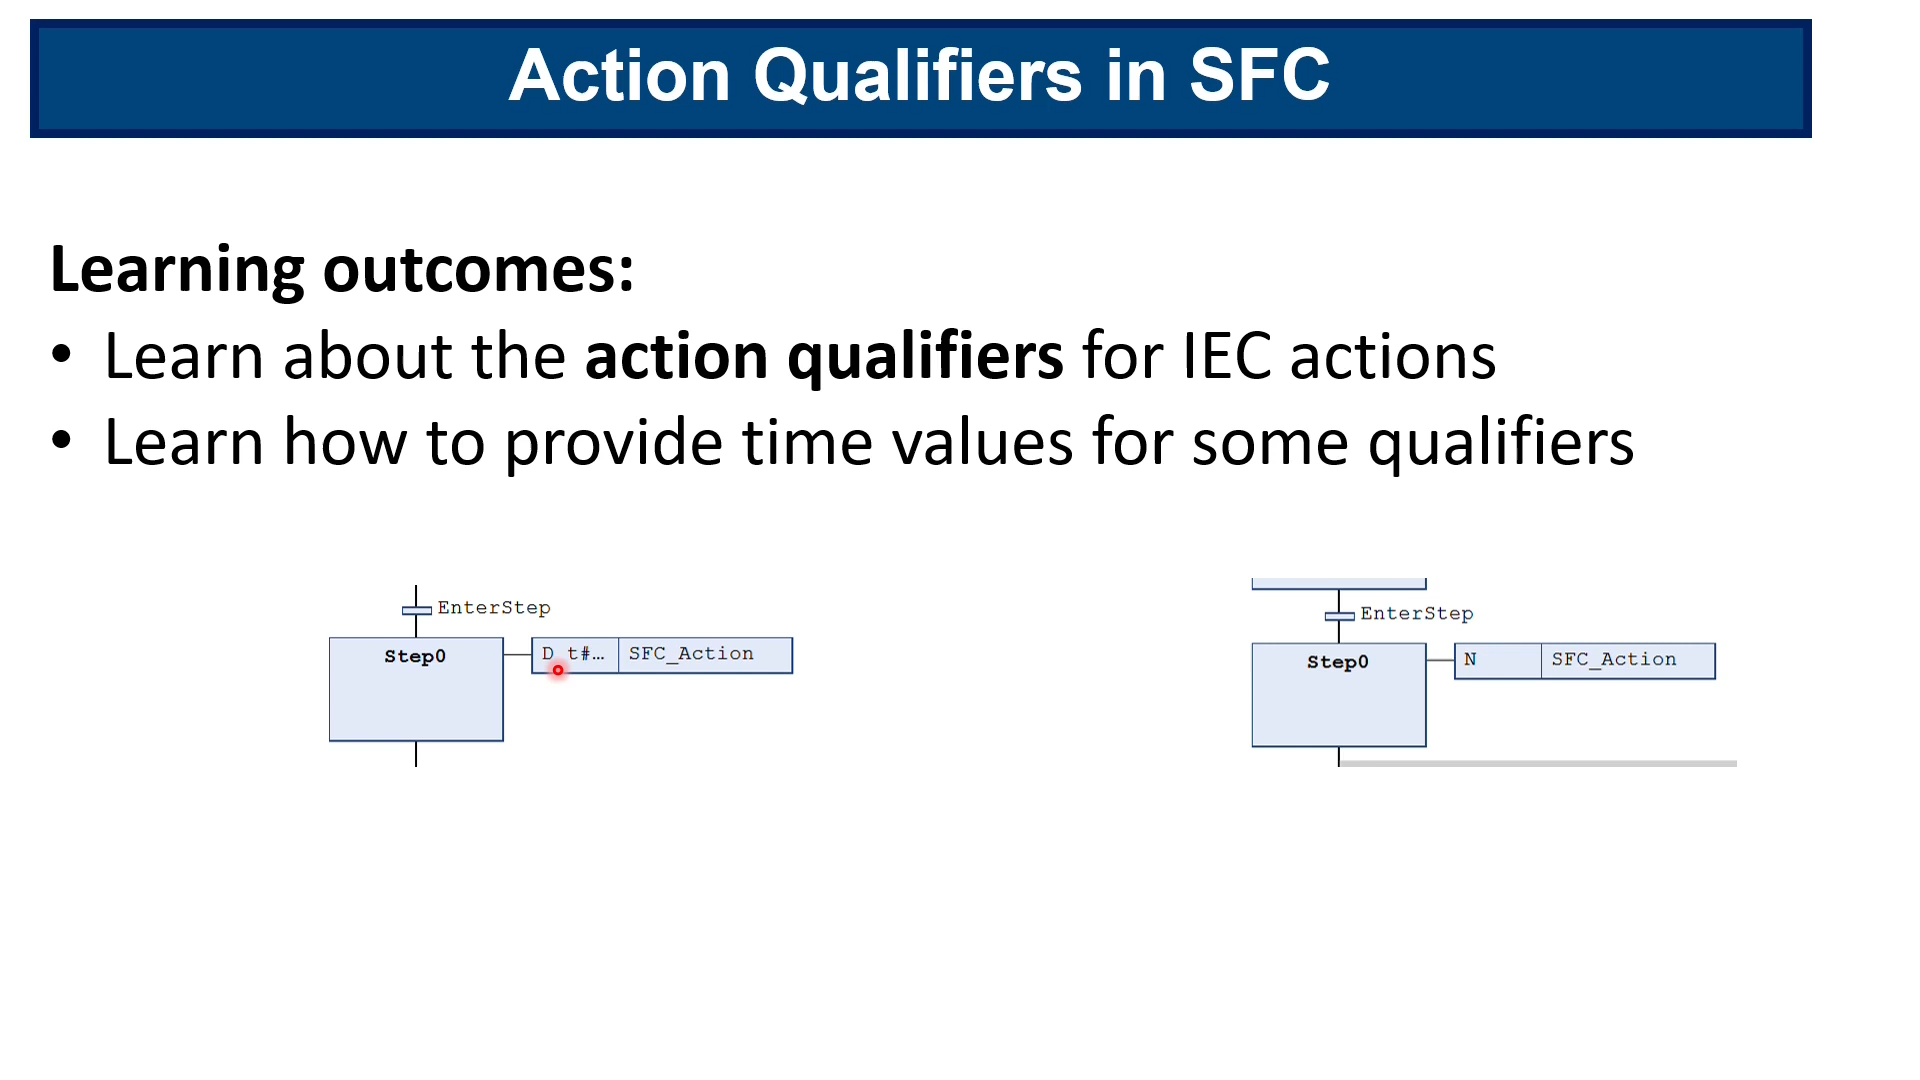 Action Qualifiers in SFC
Learning outcomes:
• Learn about the action qualifiers for IEC actions
• Learn how to provide time values for some qualifiers
EnterStep
Step0
D t#… SFC_Action
EnterStep
Step0
N SFC_Action